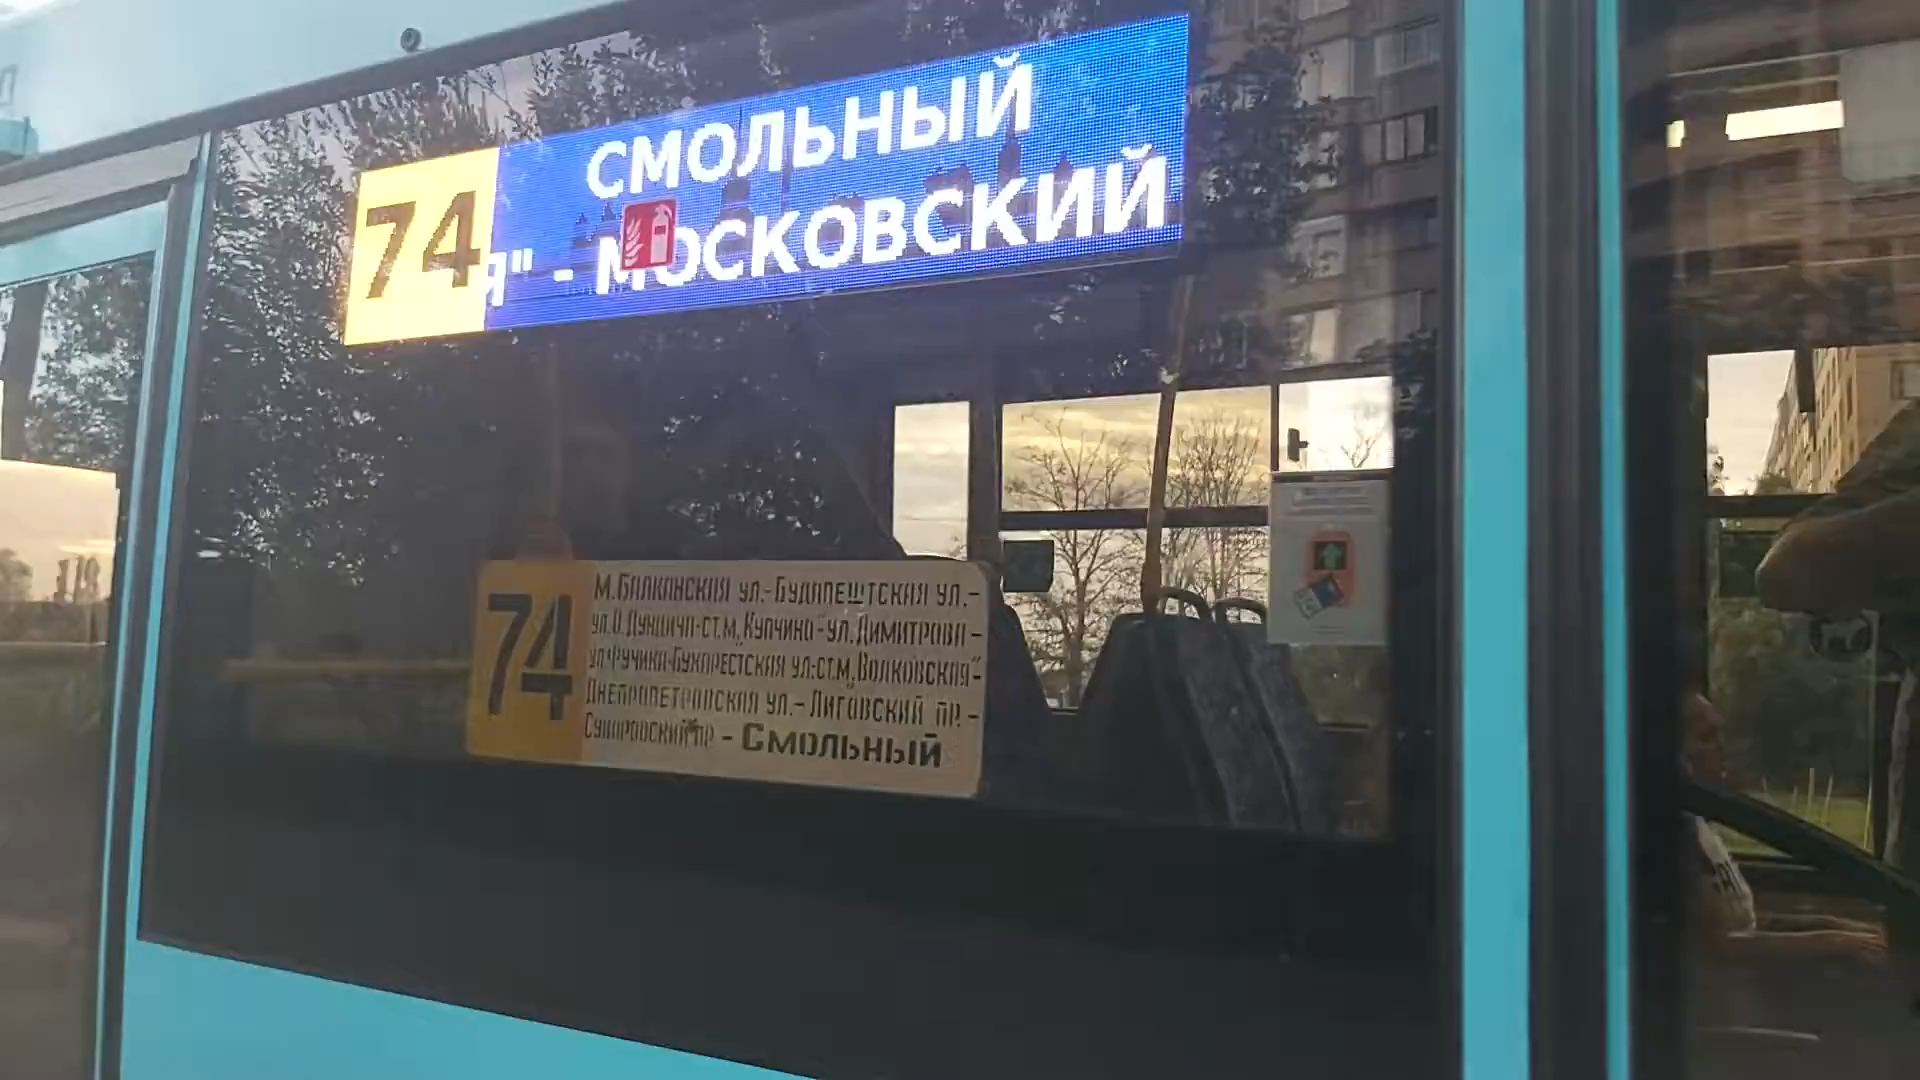 74
СМОЛЬНЫЙ
Я" - МОСКОВСКИЙ
74
М. БАЛКАНСКАЯ УЛ.-БУДАПЕШТСКАЯ УЛ.-
УЛ.О.ДУНДИЧА-СТ.М„КУПЧИНО"-УЛ.ДИМИТРОВА-
УЛ.ФУЧИКА-БУХАРЕСТСКАЯ УЛ.-СТ.М„ВОЛКОВСКАЯ"-
ДНЕПРОПЕТРОВСКАЯ УЛ.-ЛИГОВСКИЙ ПР.-
СУВОРОВСКИЙ ПР - СМОЛЬНЫЙ